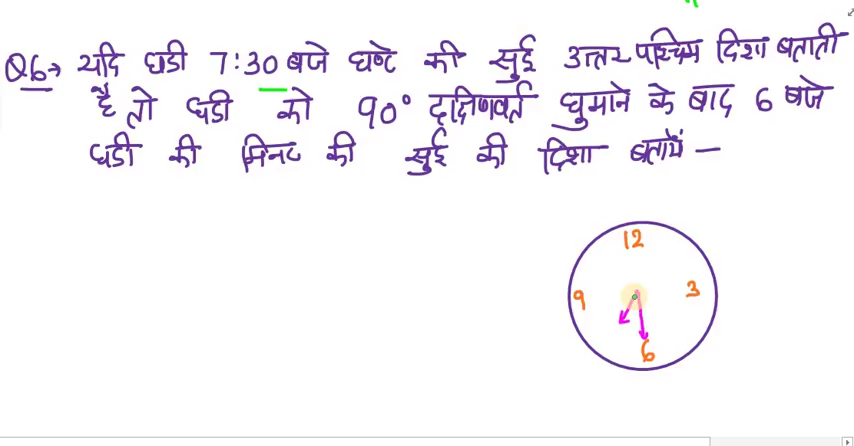 Q6→ यदि घडी 7:30 बजे घण्टे की सुई उत्तर पश्चिम दिशा बताती
है तो घडी को 90° दक्षिणवर्त घुमाने के बाद 6 बजे
घडी की मिनट की सुई की दिशा बतायें —
12
9 3
6